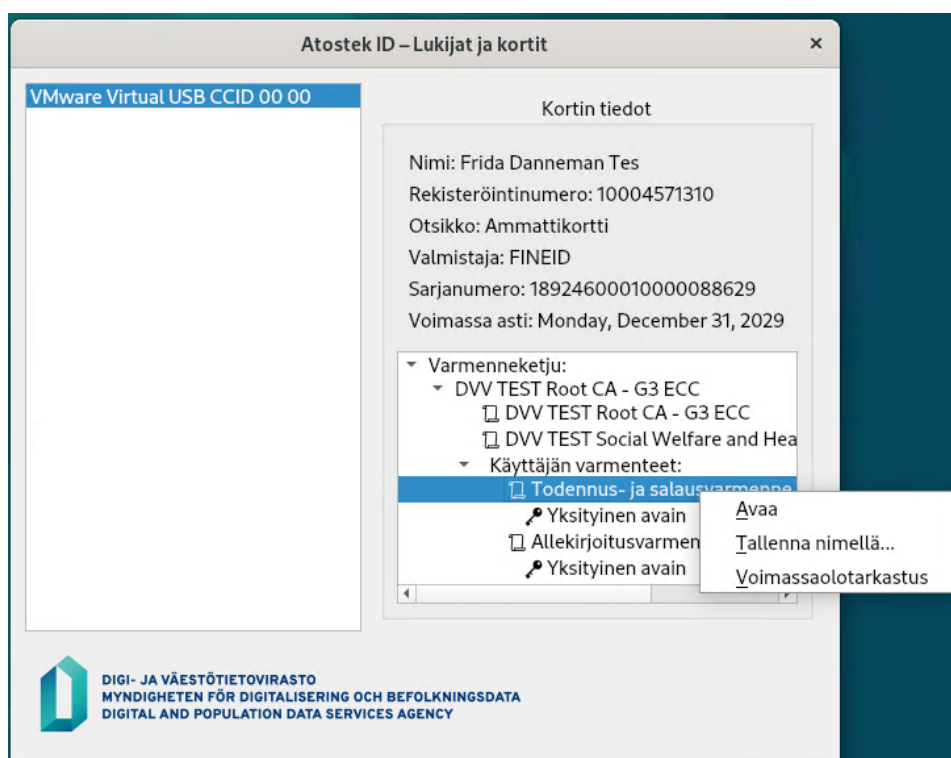 Atostek ID – Lukijat ja kortit
VMware Virtual USB CCID 00 00
Kortin tiedot
Nimi: Frida Danneman Tes
Rekisteröintinumero: 10004571310
Otsikko: Ammattikortti
Valmistaja: FINEID
Sarjanumero: 18924600010000088629
Voimassa asti: Monday, December 31, 2029
Varmenneketju:
DVV TEST Root CA - G3 ECC
DVV TEST Root CA - G3 ECC
DVV TEST Social Welfare and Hea
Käyttäjän varmenteet:
Todennus- ja salausvarmenne
Yksityinen avain
Allekirjoitusvarmen
Yksityinen avain
Avaa
Tallenna nimellä...
Voimassaolotarkastus
DIGI- JA VÄESTÖTIETOVIRASTO
MYNDIGHETEN FÖR DIGITALISERING OCH BEFOLKNINGSDATA
DIGITAL AND POPULATION DATA SERVICES AGENCY